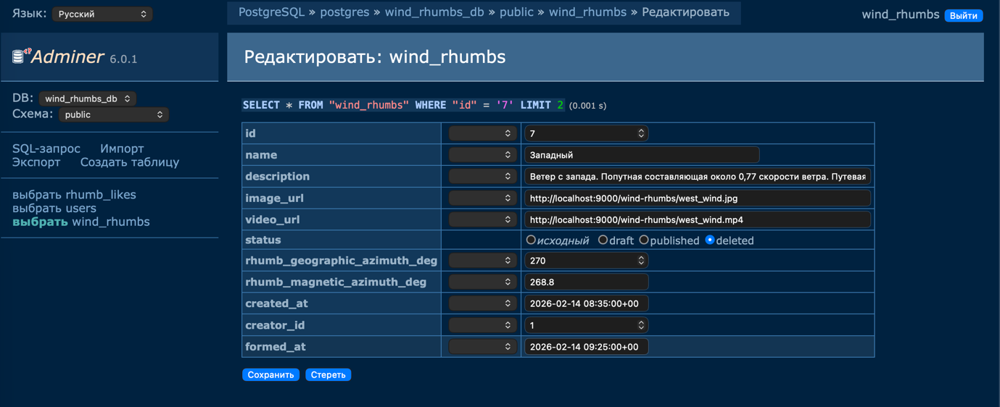 Язык: Русский
PostgreSQL » postgres » wind_rhumbs_db » public » wind_rhumbs » Редактировать
wind_rhumbs Выйти
Adminer 6.0.1
Редактировать: wind_rhumbs
DB: wind_rhumbs_db
Схема: public
SQL-запрос Импорт
Экспорт Создать таблицу
выбрать rhumb_likes
выбрать users
выбрать wind_rhumbs
SELECT * FROM "wind_rhumbs" WHERE "id" = '7' LIMIT 2 (0.001 s)
id 7
name Западный
description Ветер с запада. Попутная составляющая около 0,77 скорости ветра. Путевая
image_url http://localhost:9000/wind-rhumbs/west_wind.jpg
video_url http://localhost:9000/wind-rhumbs/west_wind.mp4
status исходный draft published deleted
rhumb_geographic_azimuth_deg 270
rhumb_magnetic_azimuth_deg 268.8
created_at 2026-02-14 08:35:00+00
creator_id 1
formed_at 2026-02-14 09:25:00+00
Сохранить Стереть